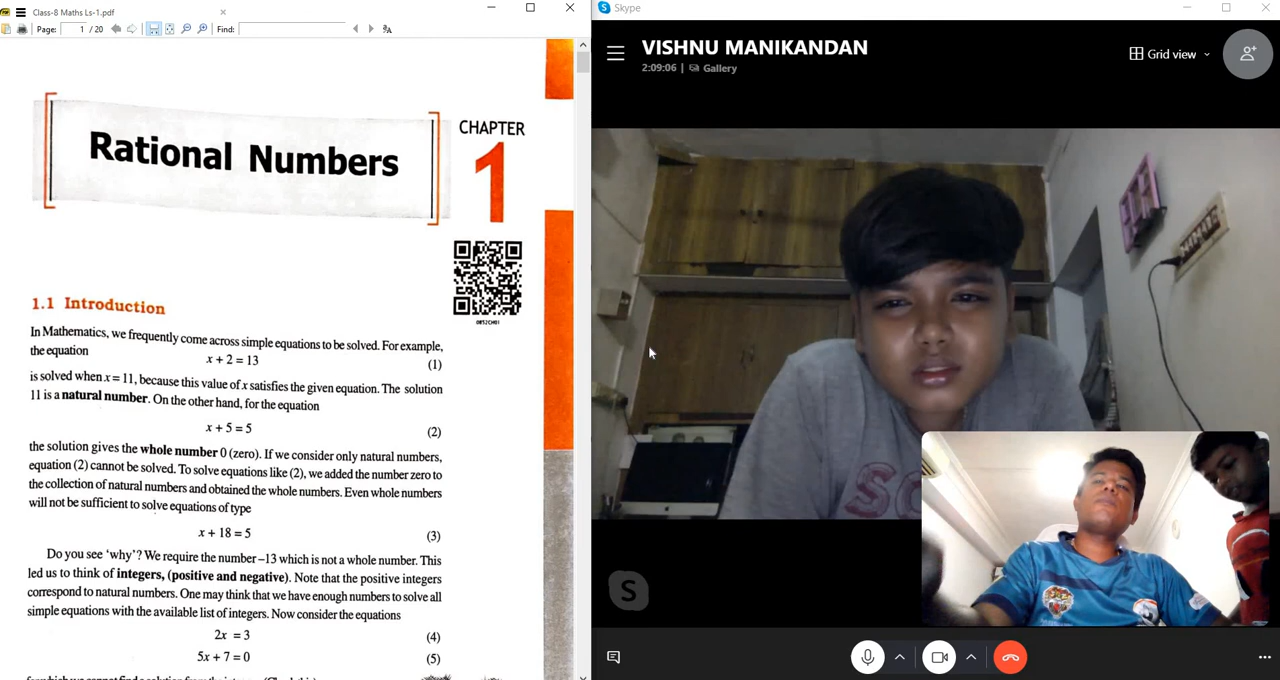 Class-8 Maths Ls-1.pdf
Page: 1 / 20 Find:
Rational Numbers
CHAPTER
1
0852CH01
1.1 Introduction
In Mathematics, we frequently come across simple equations to be solved. For example,
the equation
x + 2 = 13
(1)
is solved when x = 11, because this value of x satisfies the given equation. The solution
11 is a natural number. On the other hand, for the equation
x + 5 = 5
(2)
the solution gives the whole number 0 (zero). If we consider only natural numbers,
equation (2) cannot be solved. To solve equations like (2), we added the number zero to
the collection of natural numbers and obtained the whole numbers. Even whole numbers
will not be sufficient to solve equations of type
x + 18 = 5
(3)
Do you see 'why'? We require the number –13 which is not a whole number. This
led us to think of integers, (positive and negative). Note that the positive integers
correspond to natural numbers. One may think that we have enough numbers to solve all
simple equations with the available list of integers. Now consider the equations
2x = 3
(4)
5x + 7 = 0
(5)
Skype
VISHNU MANIKANDAN
2:09:06 | Gallery
Grid view